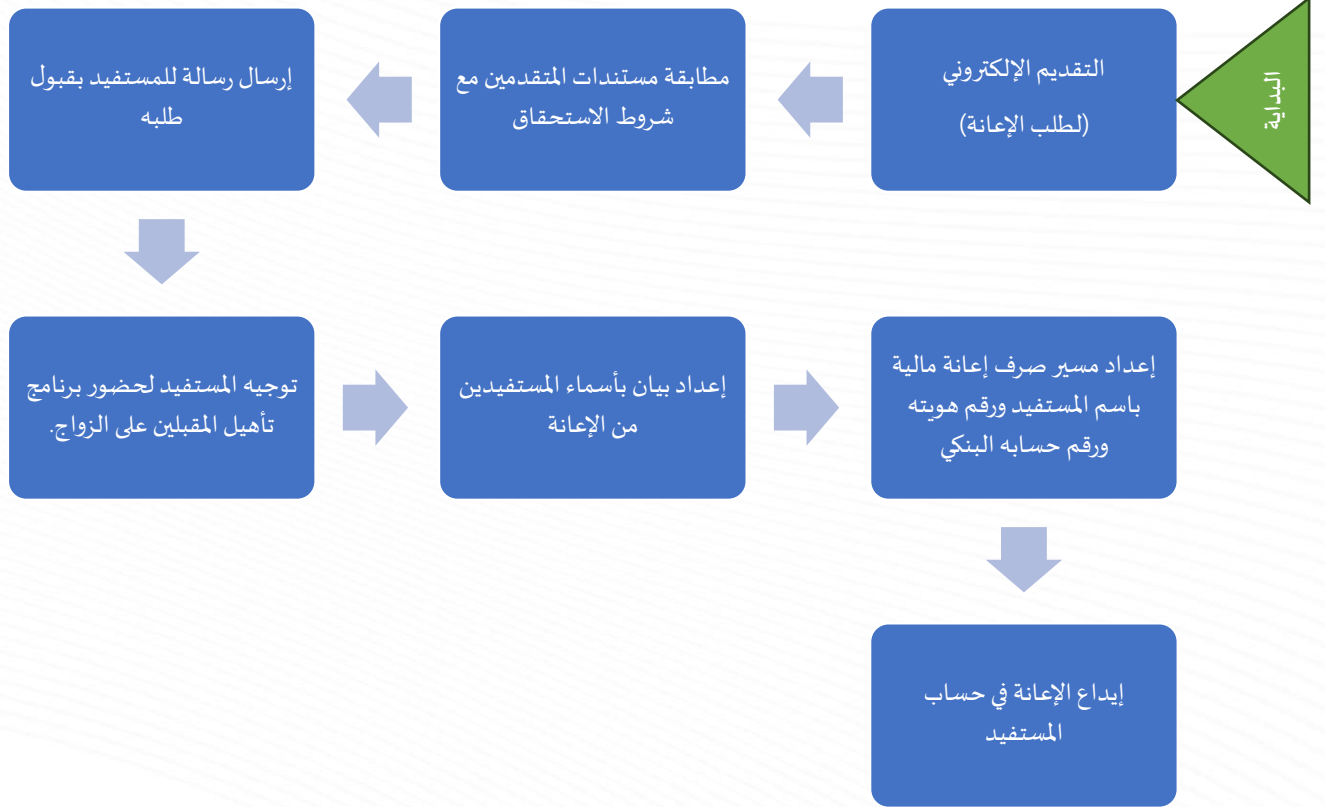 البداية
التقديم الإلكتروني
(لطلب الإعانة)
مطابقة مستندات المتقدمين مع
شروط الاستحقاق
إرسال رسالة للمستفيد بقبول
طلبه
توجيه المستفيد لحضور برنامج
تأهيل المقبلين على الزواج.
إعداد بيان بأسماء المستفيدين
من الإعانة
إعداد مسير صرف إعانة مالية
باسم المستفيد ورقم هويته
ورقم حسابه البنكي
إيداع الإعانة في حساب
المستفيد